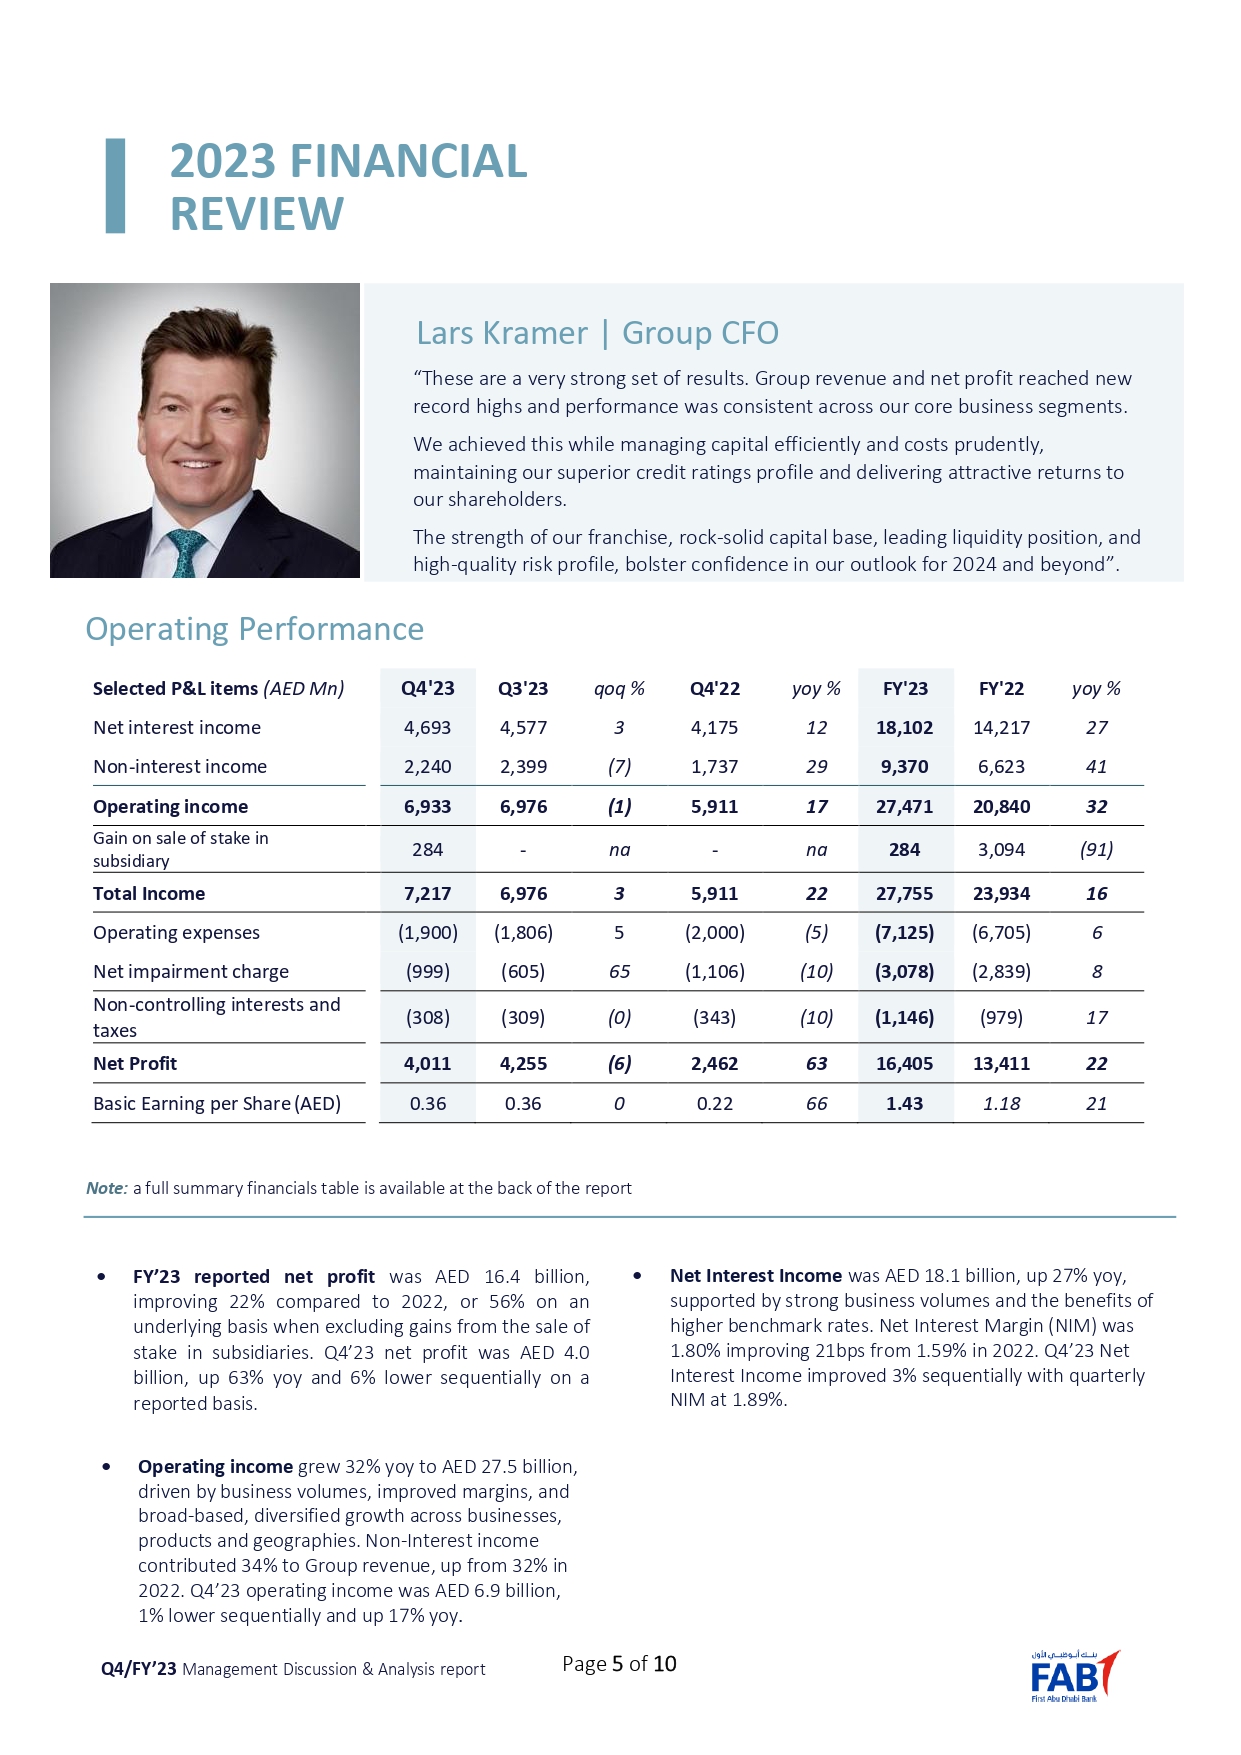 2023 FINANCIAL
REVIEW
Lars Kramer | Group CFO
“These are a very strong set of results. Group revenue and net profit reached new
record highs and performance was consistent across our core business segments.
We achieved this while managing capital efficiently and costs prudently,
maintaining our superior credit ratings profile and delivering attractive returns to
our shareholders.
The strength of our franchise, rock-solid capital base, leading liquidity position, and
high-quality risk profile, bolster confidence in our outlook for 2024 and beyond”.
Operating Performance
Selected P&L items (AED Mn) Q4'23 Q3'23 qoq % Q4'22 yoy % FY'23 FY'22 yoy %
Net interest income 4,693 4,577 3 4,175 12 18,102 14,217 27
Non-interest income 2,240 2,399 (7) 1,737 29 9,370 6,623 41
Operating income 6,933 6,976 (1) 5,911 17 27,471 20,840 32
Gain on sale of stake in
subsidiary 284 - na - na 284 3,094 (91)
Total Income 7,217 6,976 3 5,911 22 27,755 23,934 16
Operating expenses (1,900) (1,806) 5 (2,000) (5) (7,125) (6,705) 6
Net impairment charge (999) (605) 65 (1,106) (10) (3,078) (2,839) 8
Non-controlling interests and
taxes (308) (309) (0) (343) (10) (1,146) (979) 17
Net Profit 4,011 4,255 (6) 2,462 63 16,405 13,411 22
Basic Earning per Share (AED) 0.36 0.36 0 0.22 66 1.43 1.18 21
Note: a full summary financials table is available at the back of the report
• FY’23 reported net profit was AED 16.4 billion,
improving 22% compared to 2022, or 56% on an
underlying basis when excluding gains from the sale of
stake in subsidiaries. Q4’23 net profit was AED 4.0
billion, up 63% yoy and 6% lower sequentially on a
reported basis.
• Operating income grew 32% yoy to AED 27.5 billion,
driven by business volumes, improved margins, and
broad-based, diversified growth across businesses,
products and geographies. Non-Interest income
contributed 34% to Group revenue, up from 32% in
2022. Q4’23 operating income was AED 6.9 billion,
1% lower sequentially and up 17% yoy.
• Net Interest Income was AED 18.1 billion, up 27% yoy,
supported by strong business volumes and the benefits of
higher benchmark rates. Net Interest Margin (NIM) was
1.80% improving 21bps from 1.59% in 2022. Q4’23 Net
Interest Income improved 3% sequentially with quarterly
NIM at 1.89%.
Q4/FY’23 Management Discussion & Analysis report
Page 5 of 10
بنك أبوظبي الأول
FAB
First Abu Dhabi Bank